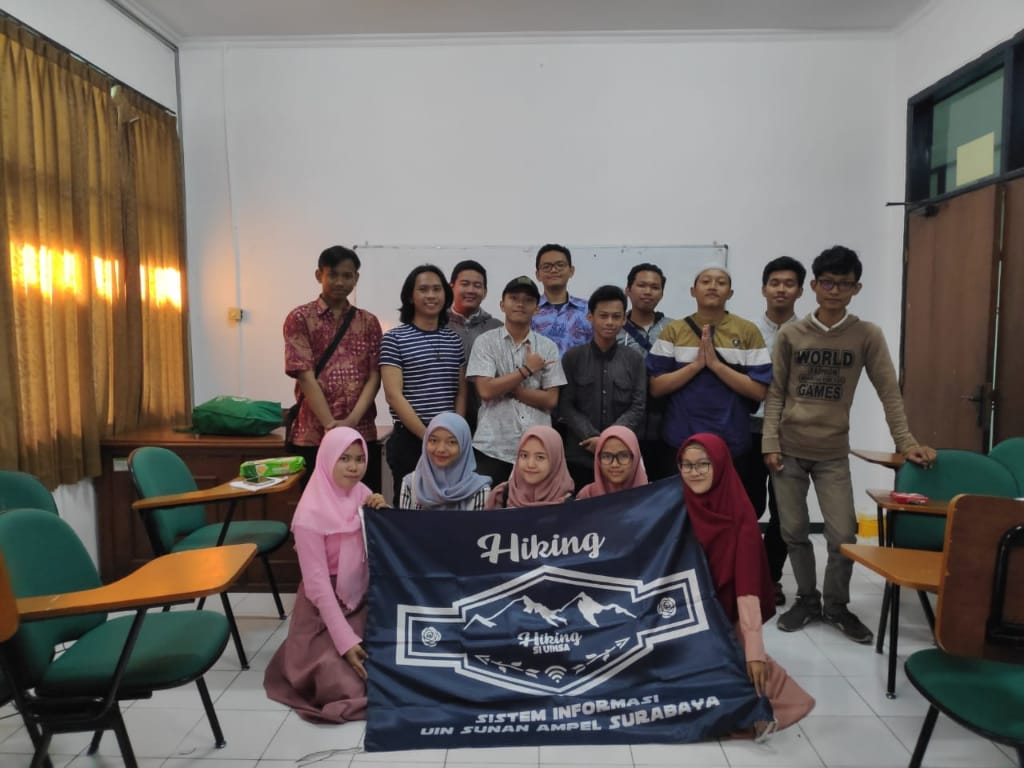 WORLD
GAMES
Hiking
Hiking
SI UINSA
SISTEM INFORMASI
UIN SUNAN AMPEL SURABAYA